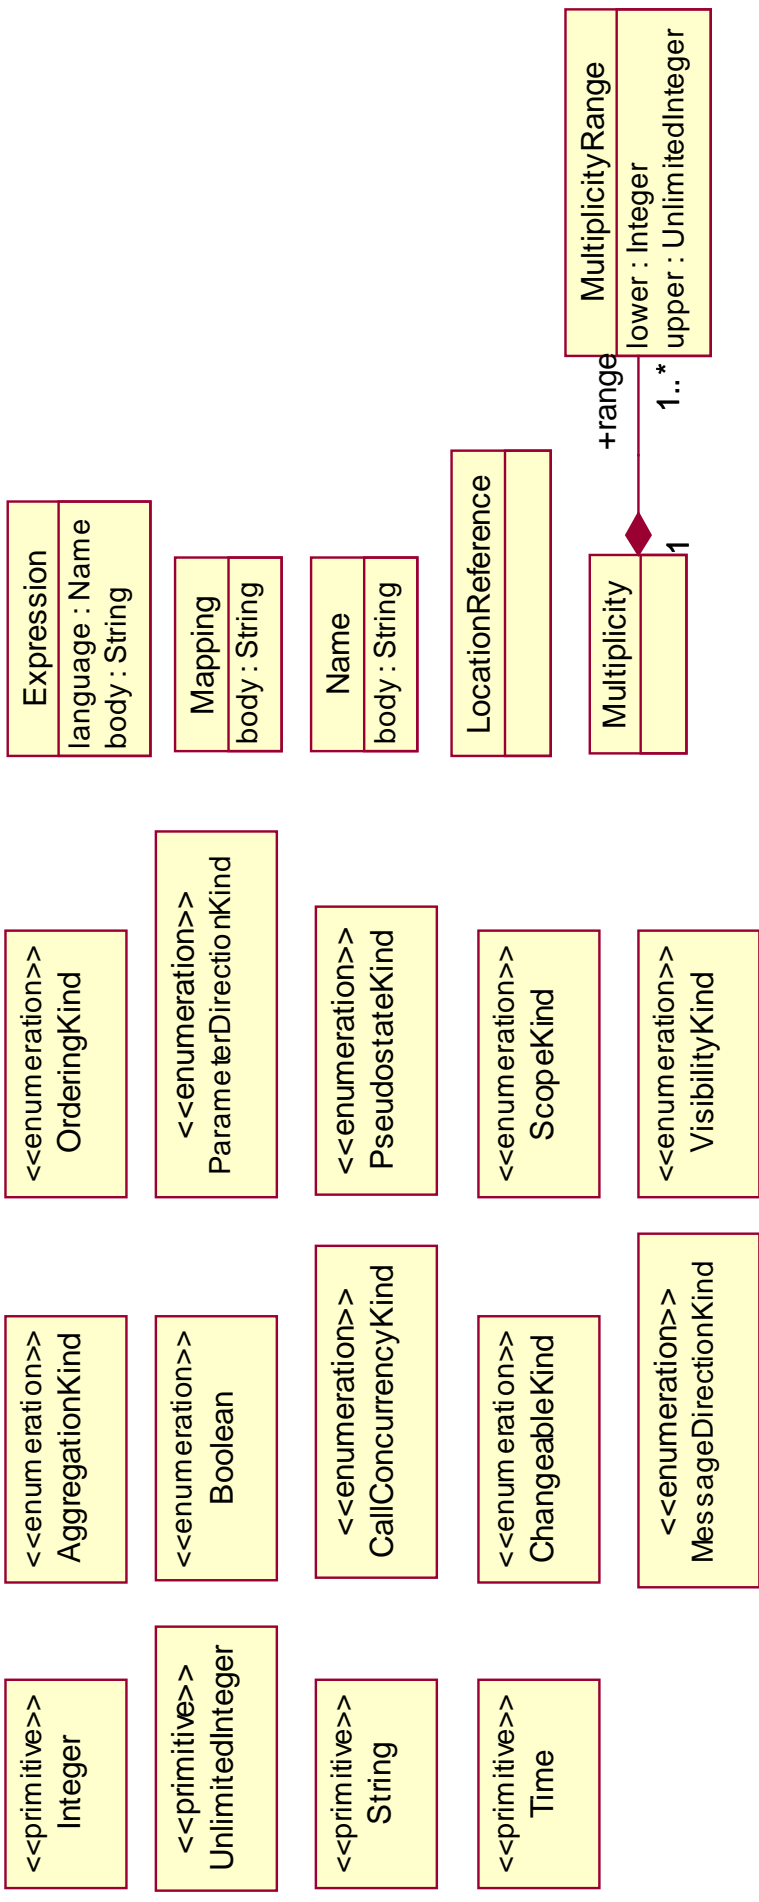 <<primitive>>
Integer
<<primitive>>
UnlimitedInteger
<<primitive>>
String
<<primitive>>
Time
<<enumeration>>
AggregationKind
<<enumeration>>
Boolean
<<enumeration>>
CallConcurrencyKind
<<enumeration>>
ChangeableKind
<<enumeration>>
MessageDirectionKind
<<enumeration>>
OrderingKind
<<enumeration>>
ParameterDirectionKind
<<enumeration>>
PseudostateKind
<<enumeration>>
ScopeKind
<<enumeration>>
VisibilityKind
Expression
language : Name
body : String
Mapping
body : String
Name
body : String
LocationReference
Multiplicity
1
+range
1..*
MultiplicityRange
lower : Integer
upper : UnlimitedInteger